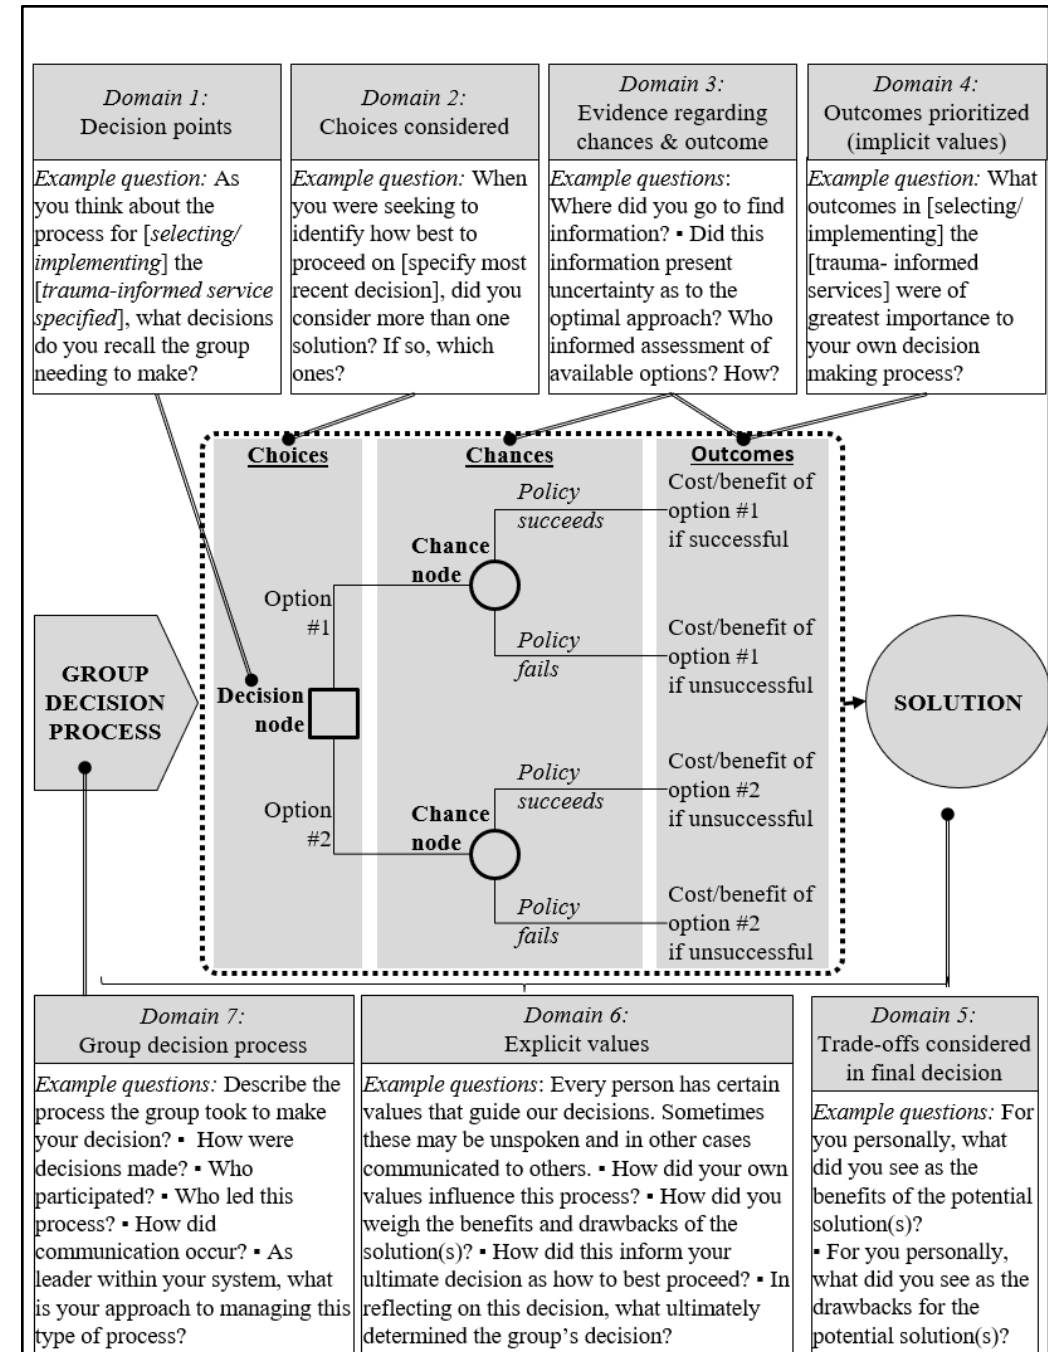 Domain 1:
Decision points
Example question: As
you think about the
process for [selecting/
implementing] the
[trauma-informed service
specified], what decisions
do you recall the group
needing to make?
Domain 2:
Choices considered
Example question: When
you were seeking to
identify how best to
proceed on [specify most
recent decision], did you
consider more than one
solution? If so, which
ones?
Domain 3:
Evidence regarding
chances & outcome
Example questions:
Where did you go to find
information? ▪ Did this
information present
uncertainty as to the
optimal approach? Who
informed assessment of
available options? How?
Domain 4:
Outcomes prioritized
(implicit values)
Example question: What
outcomes in [selecting/
implementing] the
[trauma- informed
services] were of
greatest importance to
your own decision
making process?
Choices
Chances
Outcomes
GROUP
DECISION
PROCESS
Decision
node
Option
#1
Option
#2
Chance
node
Policy
succeeds
Policy
fails
Chance
node
Policy
succeeds
Policy
fails
Cost/benefit of
option #1
if successful
Cost/benefit of
option #1
if unsuccessful
Cost/benefit of
option #2
if unsuccessful
Cost/benefit of
option #2
if unsuccessful
SOLUTION
Domain 7:
Group decision process
Example questions: Describe the
process the group took to make
your decision? ▪ How were
decisions made? ▪ Who
participated? ▪ Who led this
process? ▪ How did
communication occur? ▪ As
leader within your system, what
is your approach to managing this
type of process?
Domain 6:
Explicit values
Example questions: Every person has certain
values that guide our decisions. Sometimes
these may be unspoken and in other cases
communicated to others. ▪ How did your own
values influence this process? ▪ How did you
weigh the benefits and drawbacks of the
solution(s)? ▪ How did this inform your
ultimate decision as how to best proceed? ▪ In
reflecting on this decision, what ultimately
determined the group's decision?
Domain 5:
Trade-offs considered
in final decision
Example questions: For
you personally, what
did you see as the
benefits of the potential
solution(s)?
▪ For you personally,
what did you see as the
drawbacks for the
potential solution(s)?